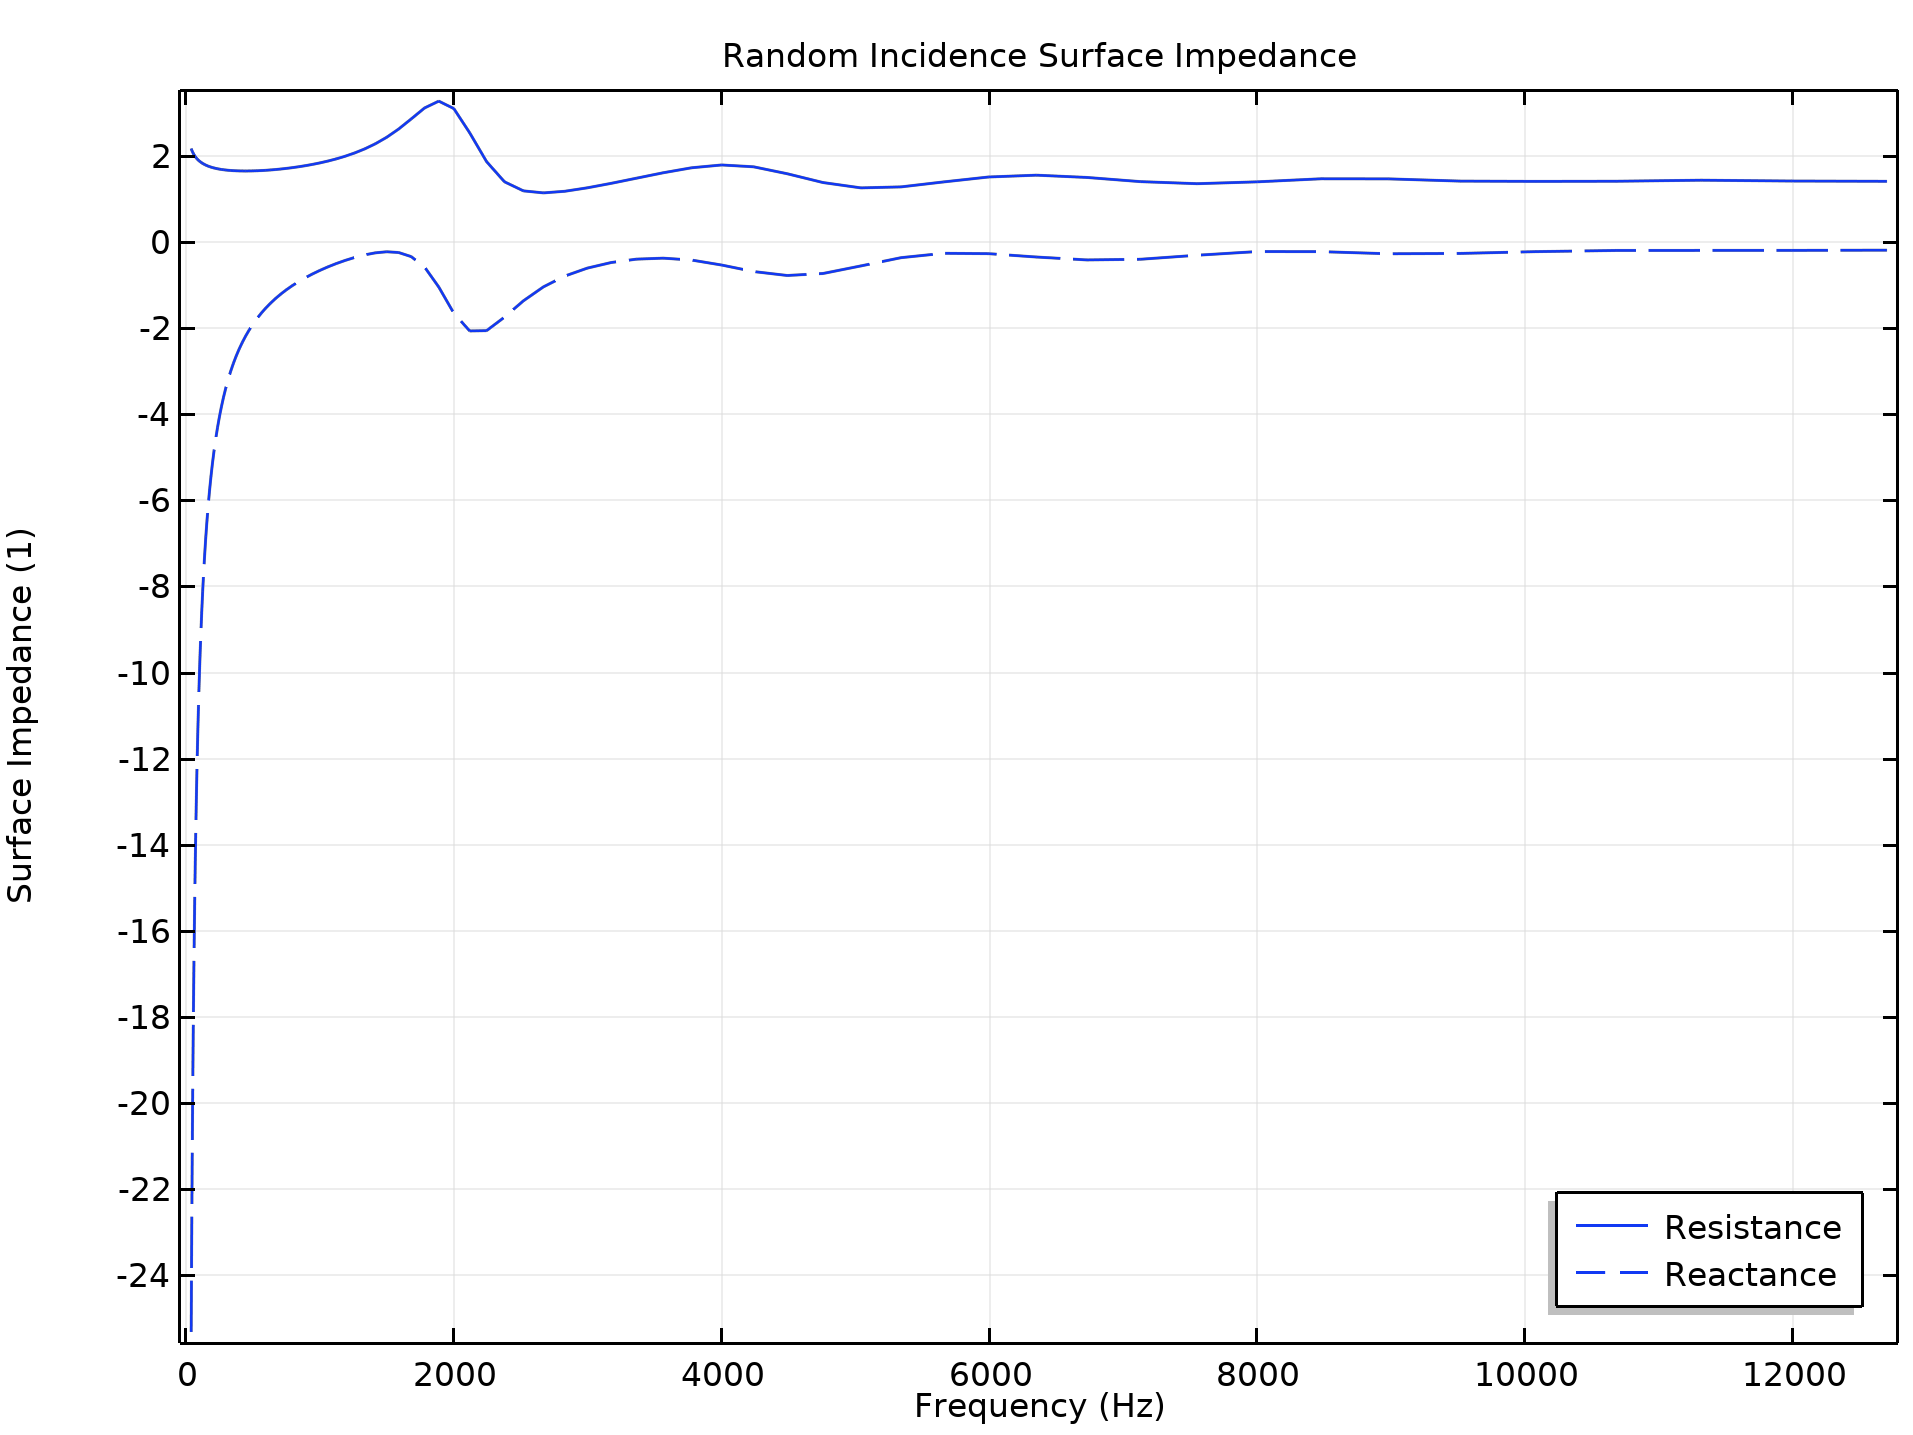 Random Incidence Surface Impedance
Surface Impedance (1)
2
0
-2
-4
-6
-8
-10
-12
-14
-16
-18
-20
-22
-24
Resistance
Reactance
0 2000 4000 6000 8000 10000 12000
Frequency (Hz)